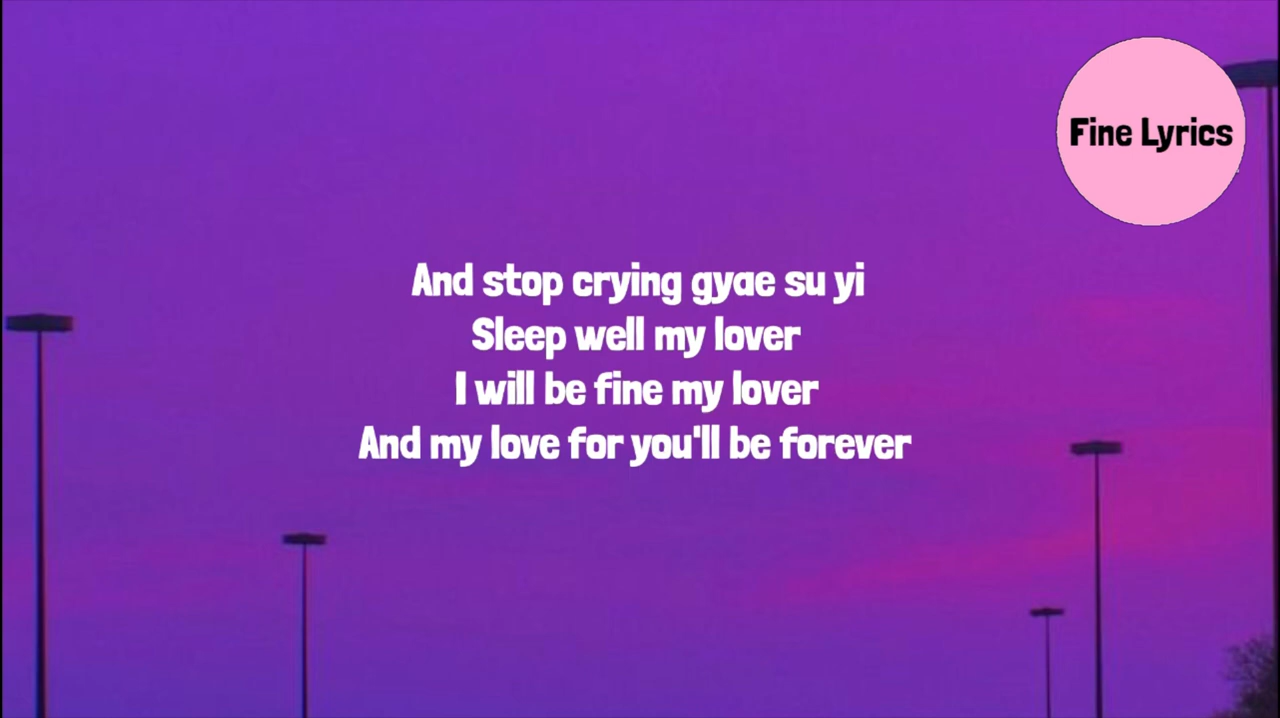 Fine Lyrics
And stop crying gyae su yi
Sleep well my lover
I will be fine my lover
And my love for you'll be forever